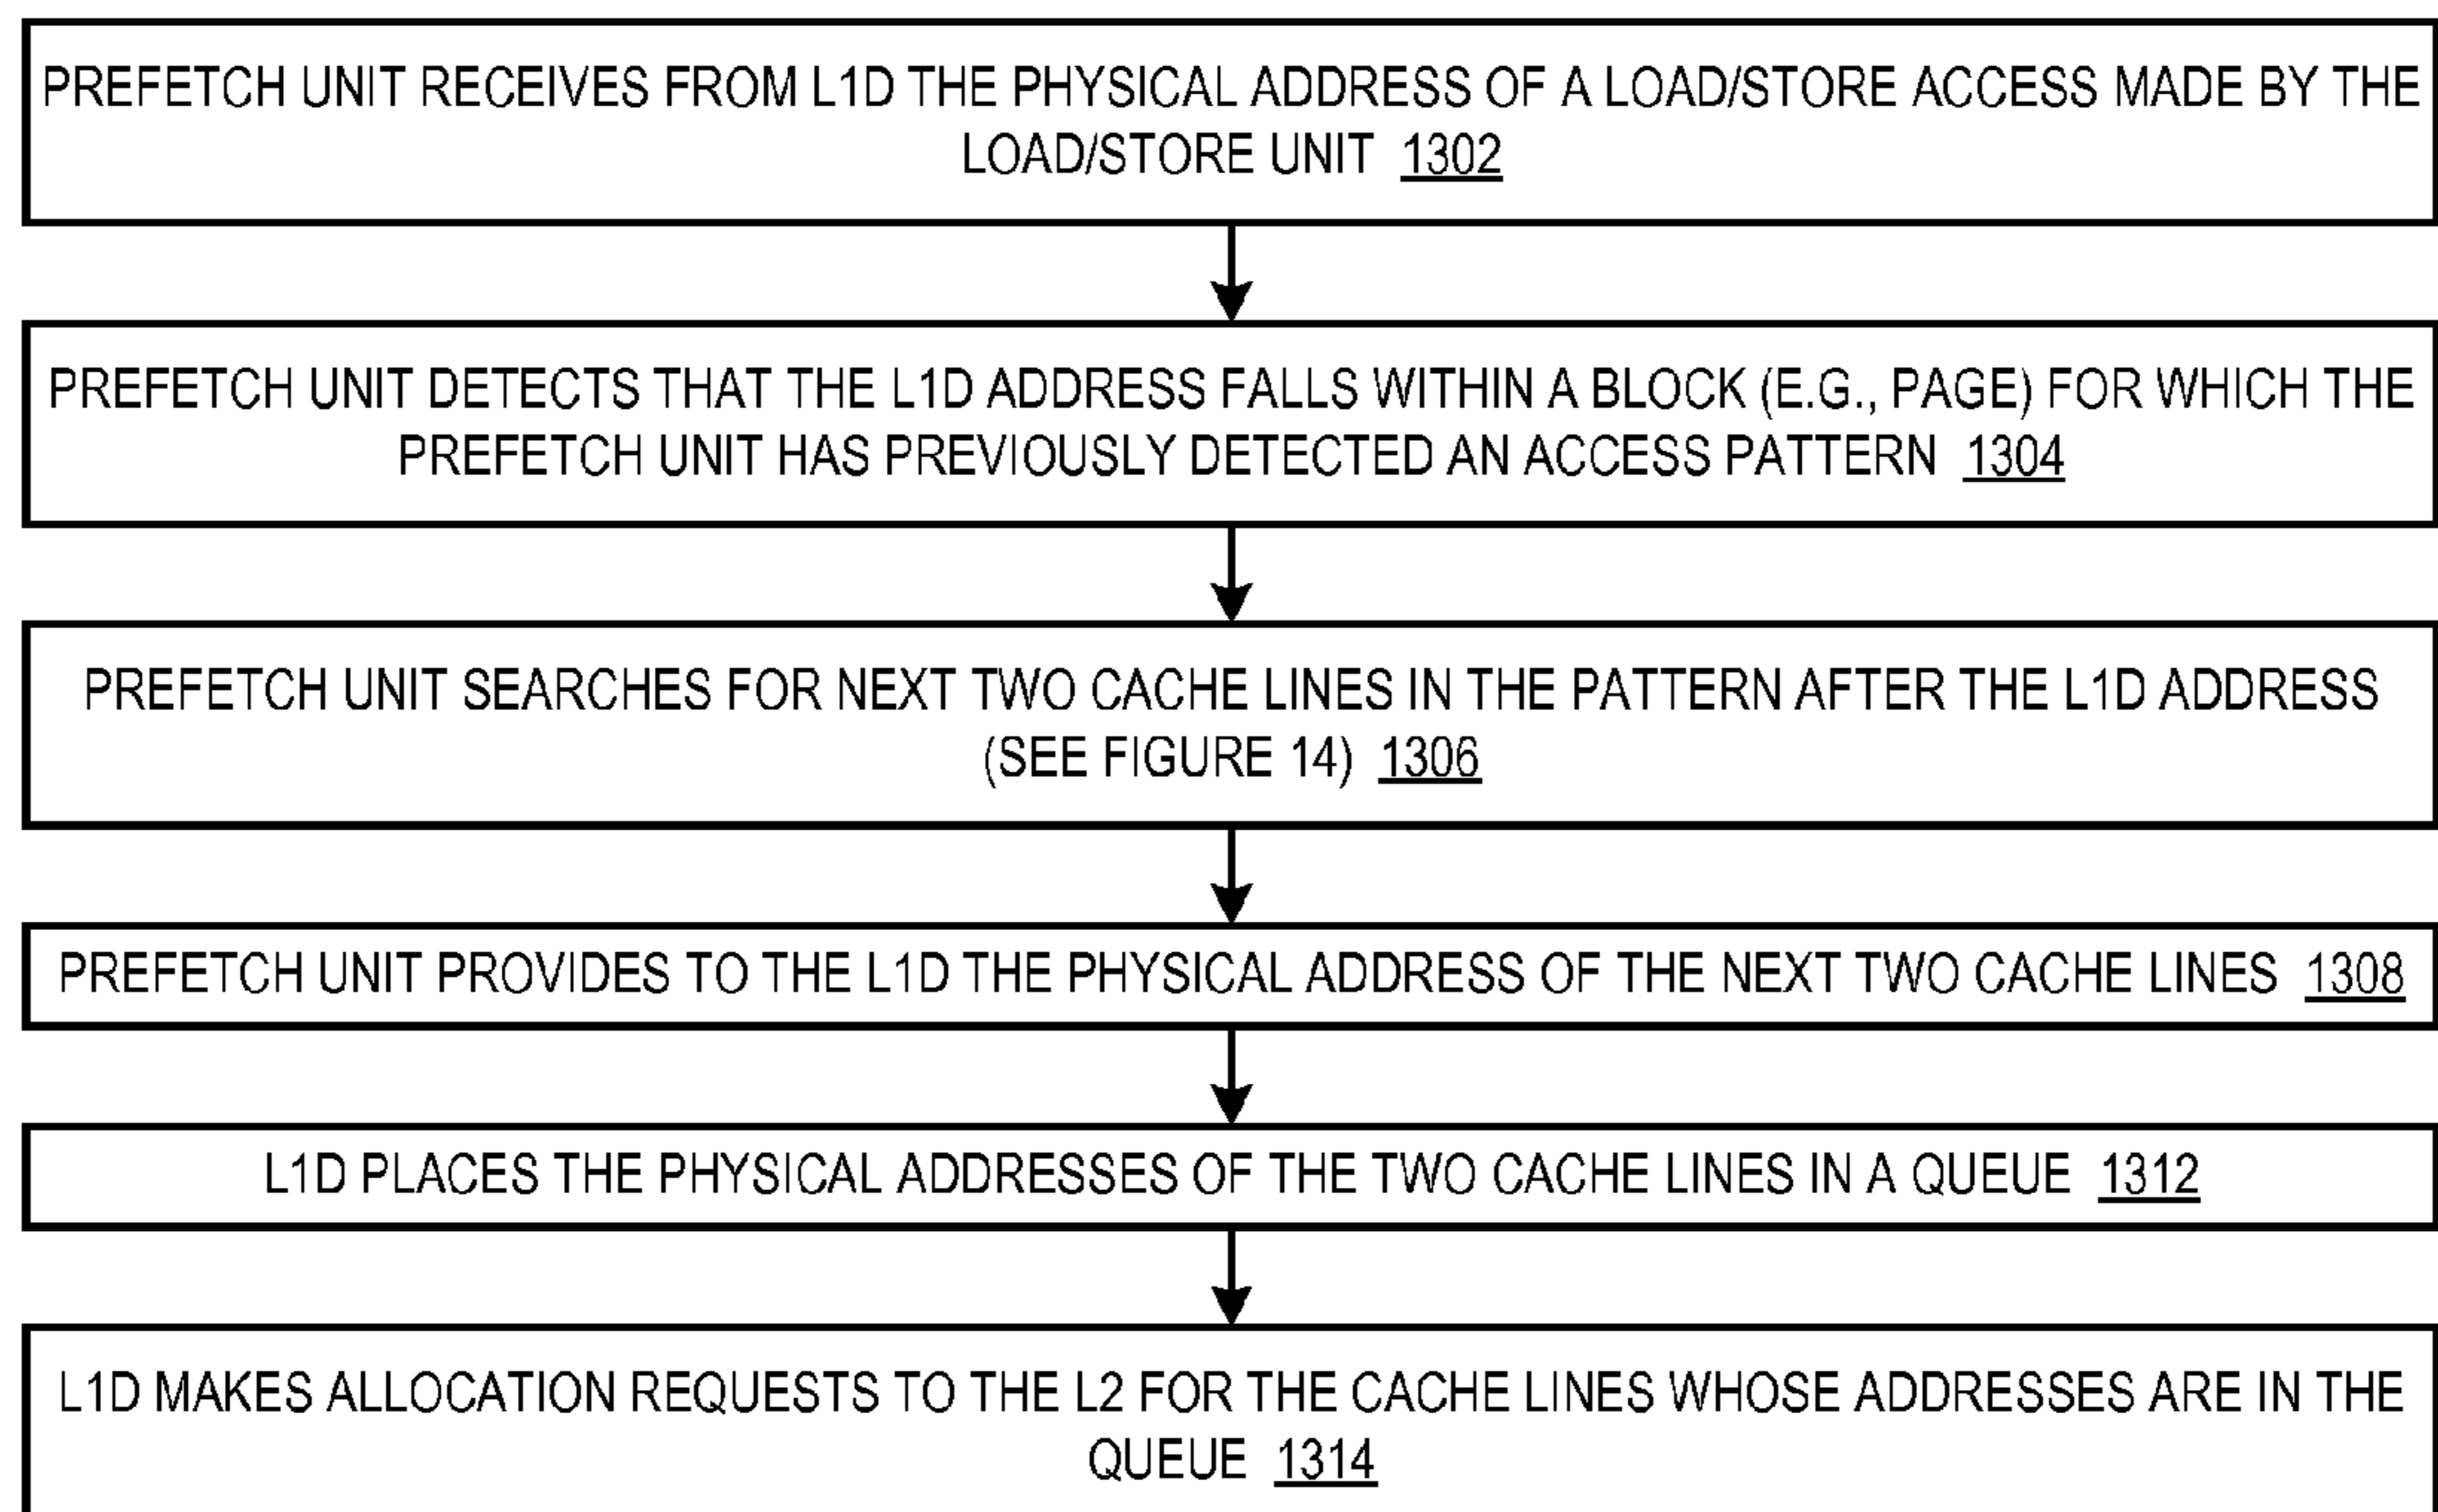 PREFETCH UNIT RECEIVES FROM L1D THE PHYSICAL ADDRESS OF A LOAD/STORE ACCESS MADE BY THE
LOAD/STORE UNIT 1302
PREFETCH UNIT DETECTS THAT THE L1D ADDRESS FALLS WITHIN A BLOCK (E.G., PAGE) FOR WHICH THE
PREFETCH UNIT HAS PREVIOUSLY DETECTED AN ACCESS PATTERN 1304
PREFETCH UNIT SEARCHES FOR NEXT TWO CACHE LINES IN THE PATTERN AFTER THE L1D ADDRESS
(SEE FIGURE 14) 1306
PREFETCH UNIT PROVIDES TO THE L1D THE PHYSICAL ADDRESS OF THE NEXT TWO CACHE LINES 1308
L1D PLACES THE PHYSICAL ADDRESSES OF THE TWO CACHE LINES IN A QUEUE 1312
L1D MAKES ALLOCATION REQUESTS TO THE L2 FOR THE CACHE LINES WHOSE ADDRESSES ARE IN THE
QUEUE 1314